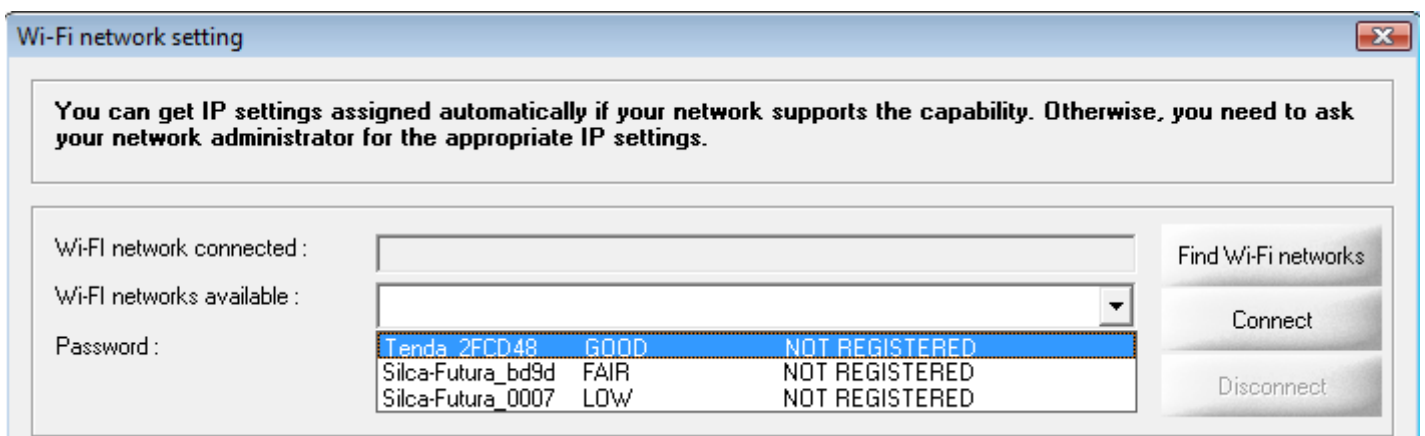 Wi-Fi network setting
You can get IP settings assigned automatically if your network supports the capability. Otherwise, you need to ask
your network administrator for the appropriate IP settings.
Wi-FI network connected :
Find Wi-Fi networks
Wi-FI networks available :
Connect
Password :
Tenda_2FCD48 GOOD NOT REGISTERED
Silca-Futura_bd9d FAIR NOT REGISTERED
Silca-Futura_0007 LOW NOT REGISTERED
Disconnect